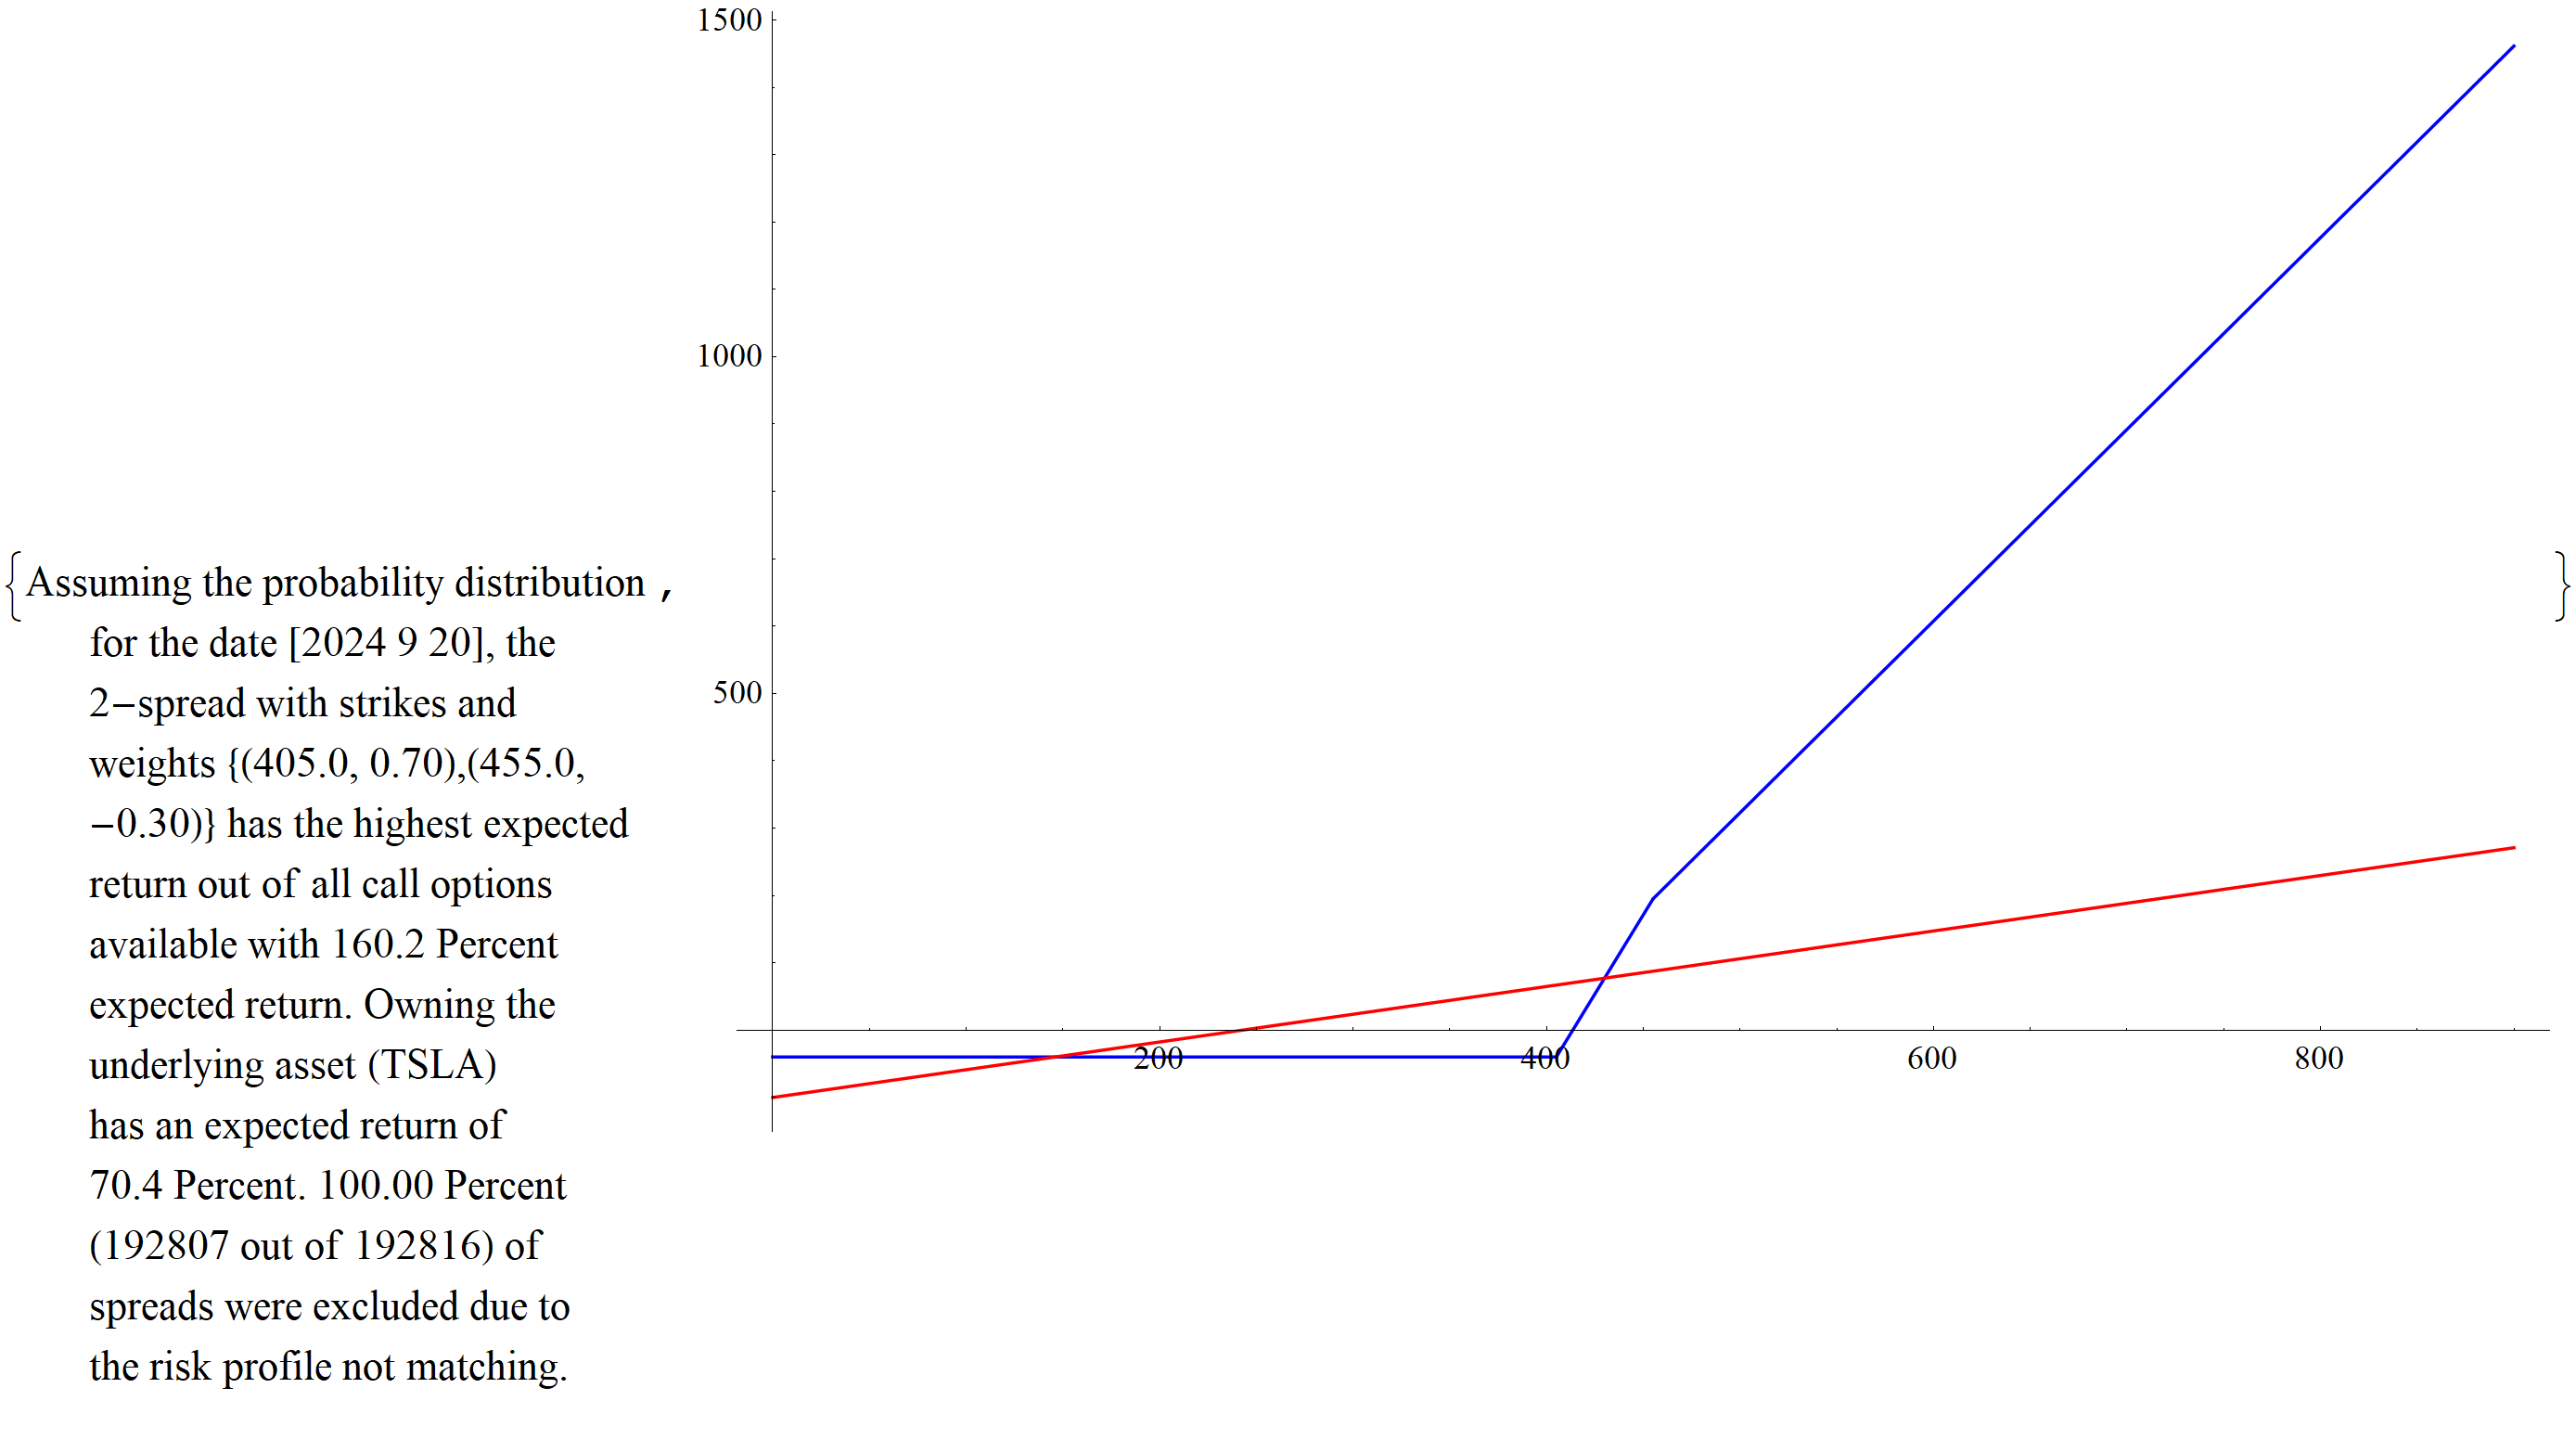 {Assuming the probability distribution ,
for the date [2024 9 20], the
2−spread with strikes and
weights {(405.0, 0.70),(455.0,
−0.30)} has the highest expected
return out of all call options
available with 160.2 Percent
expected return. Owning the
underlying asset (TSLA)
has an expected return of
70.4 Percent. 100.00 Percent
(192807 out of 192816) of
spreads were excluded due to
the risk profile not matching.
1500
1000
500
200
400
600
800
}